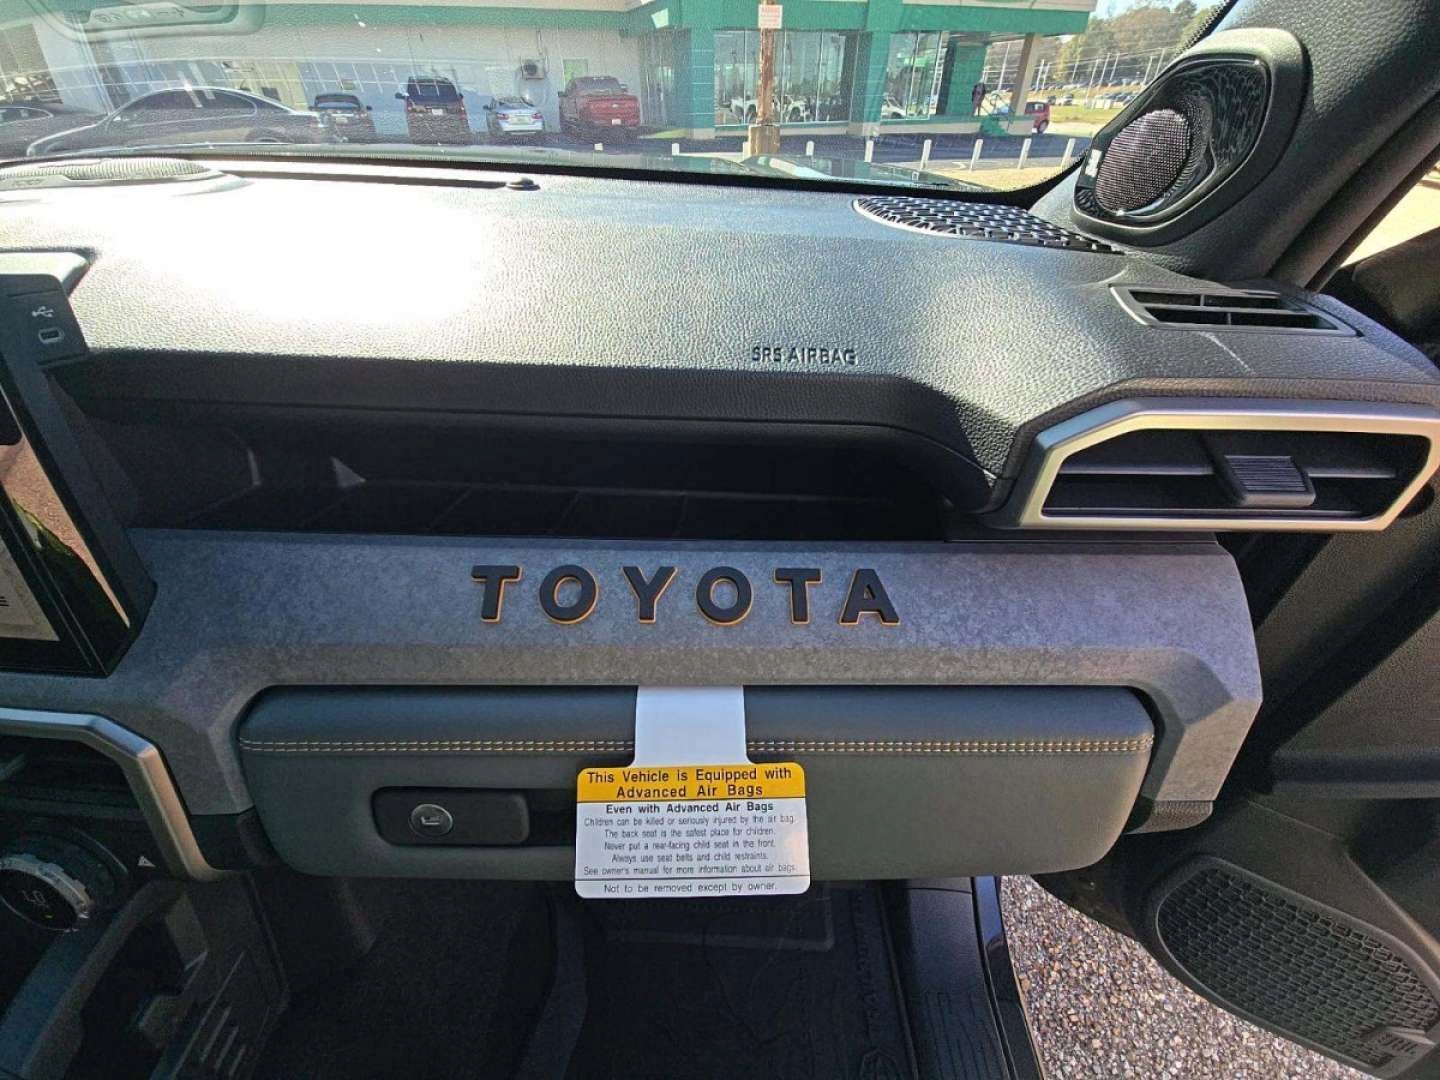 SRS AIRBAG
TOYOTA
This Vehicle is Equipped with
Advanced Air Bags
Even with Advanced Air Bags
Children can be killed or seriously injured by the air bag.
The back seat is the safest place for children.
Never put a rear-facing child seat in the front.
Always use seat belts and child restraints.
See owner's manual for more information about air bags.
Not to be removed except by owner.